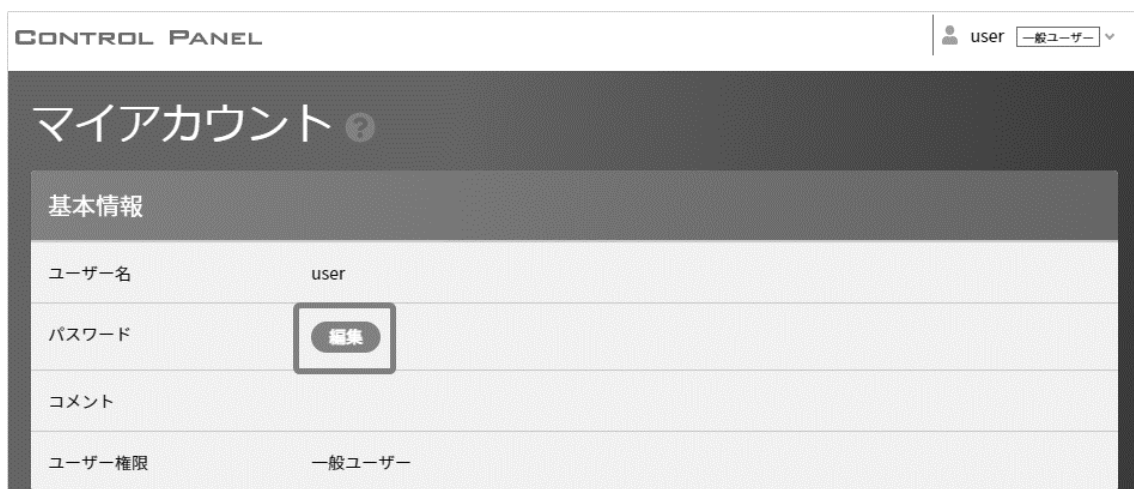 CONTROL PANEL
user 一般ユーザー
マイアカウント ?
基本情報
ユーザー名 user
パスワード 編集
コメント
ユーザー権限 一般ユーザー